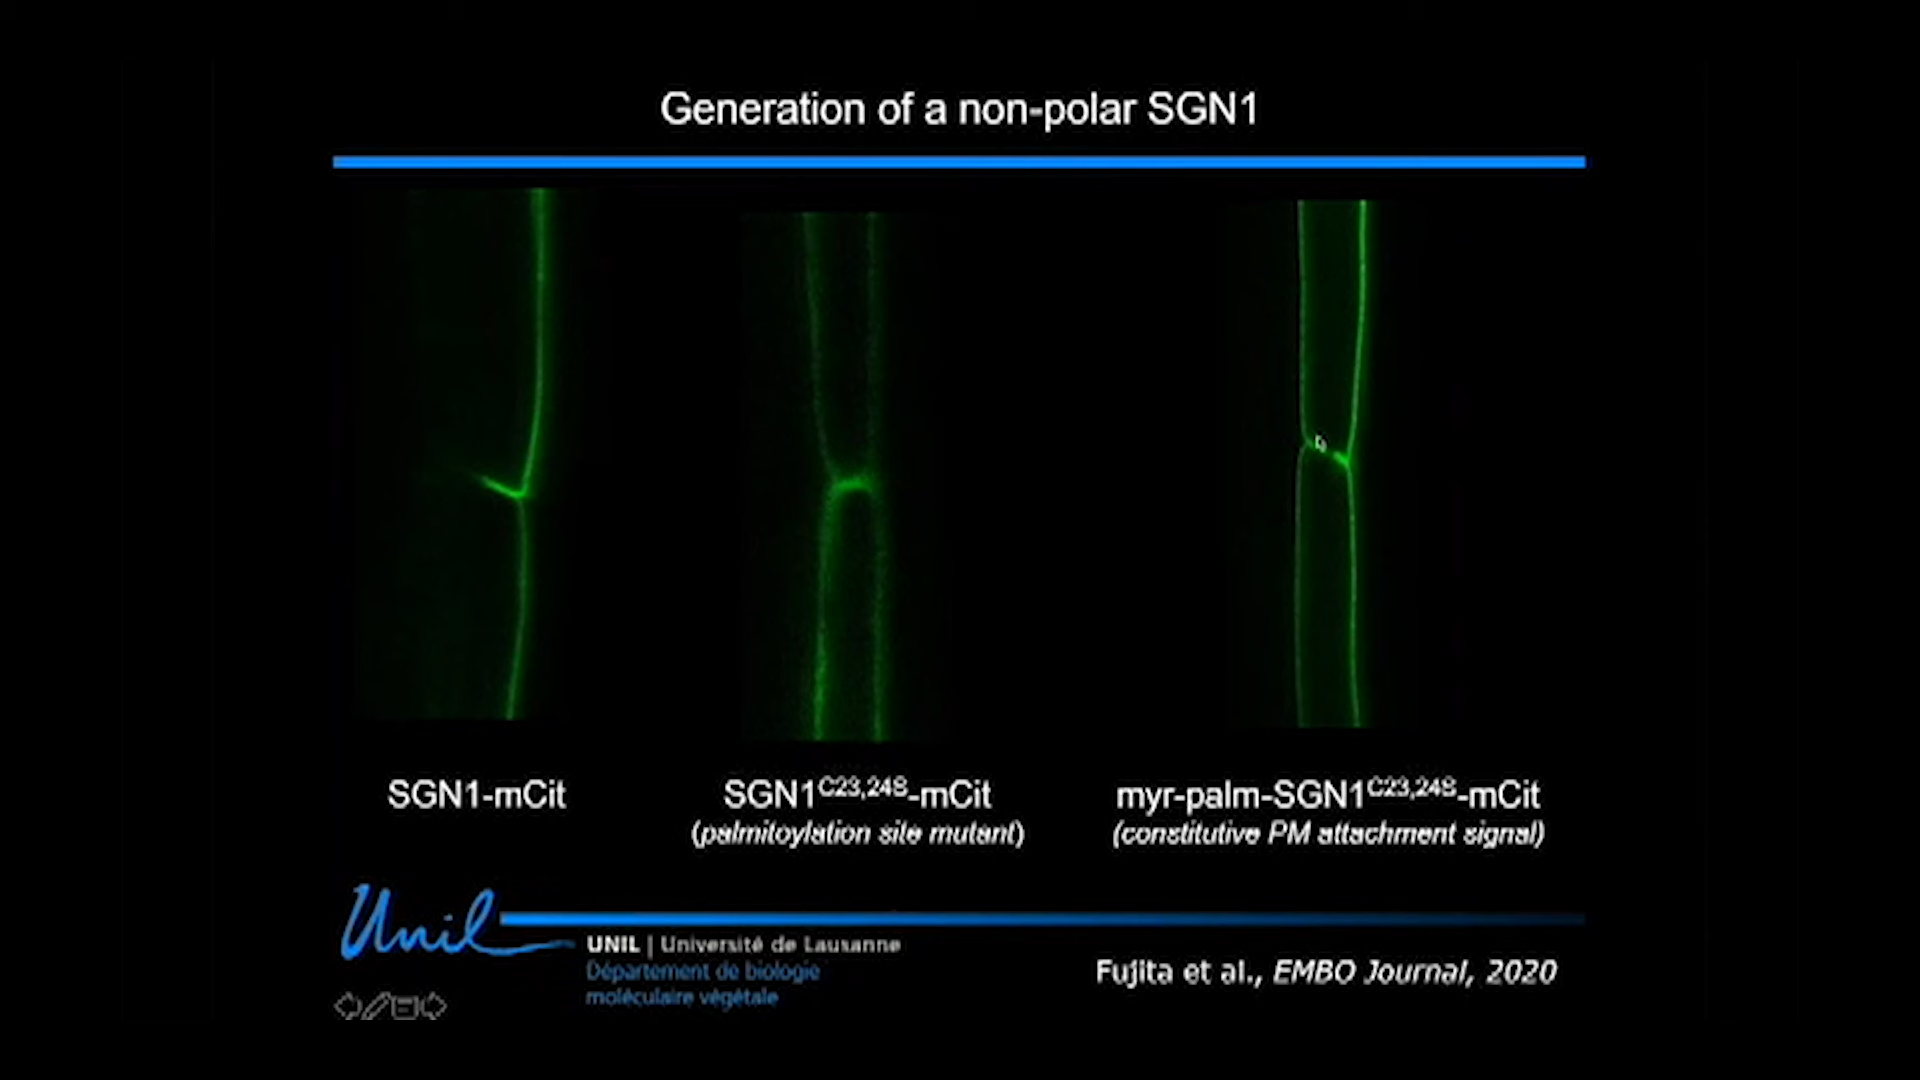 Generation of a non-polar SGN1
SGN1-mCit
SGN1C23,24S-mCit
(palmitoylation site mutant)
myr-palm-SGN1C23,24S-mCit
(constitutive PM attachment signal)
Unil
UNIL | Université de Lausanne
Département de biologie
moléculaire végétale
Fujita et al., EMBO Journal, 2020